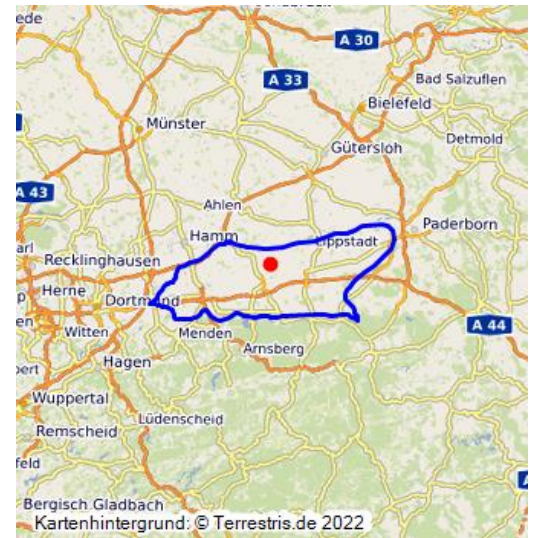 A 30
A 33
Bad Salzuflen
Bielefeld
Münster
Detmold
Gütersloh
A 43
Ahlen
Paderborn
Hamm
Lippstadt
Recklinghausen
Herne
Dortmund
A 44
Witten
Menden
Arnsberg
Hagen
Wuppertal
Lüdenscheid
Remscheid
Bergisch Gladbach
Kartenhintergrund: © Terrestris.de 2022